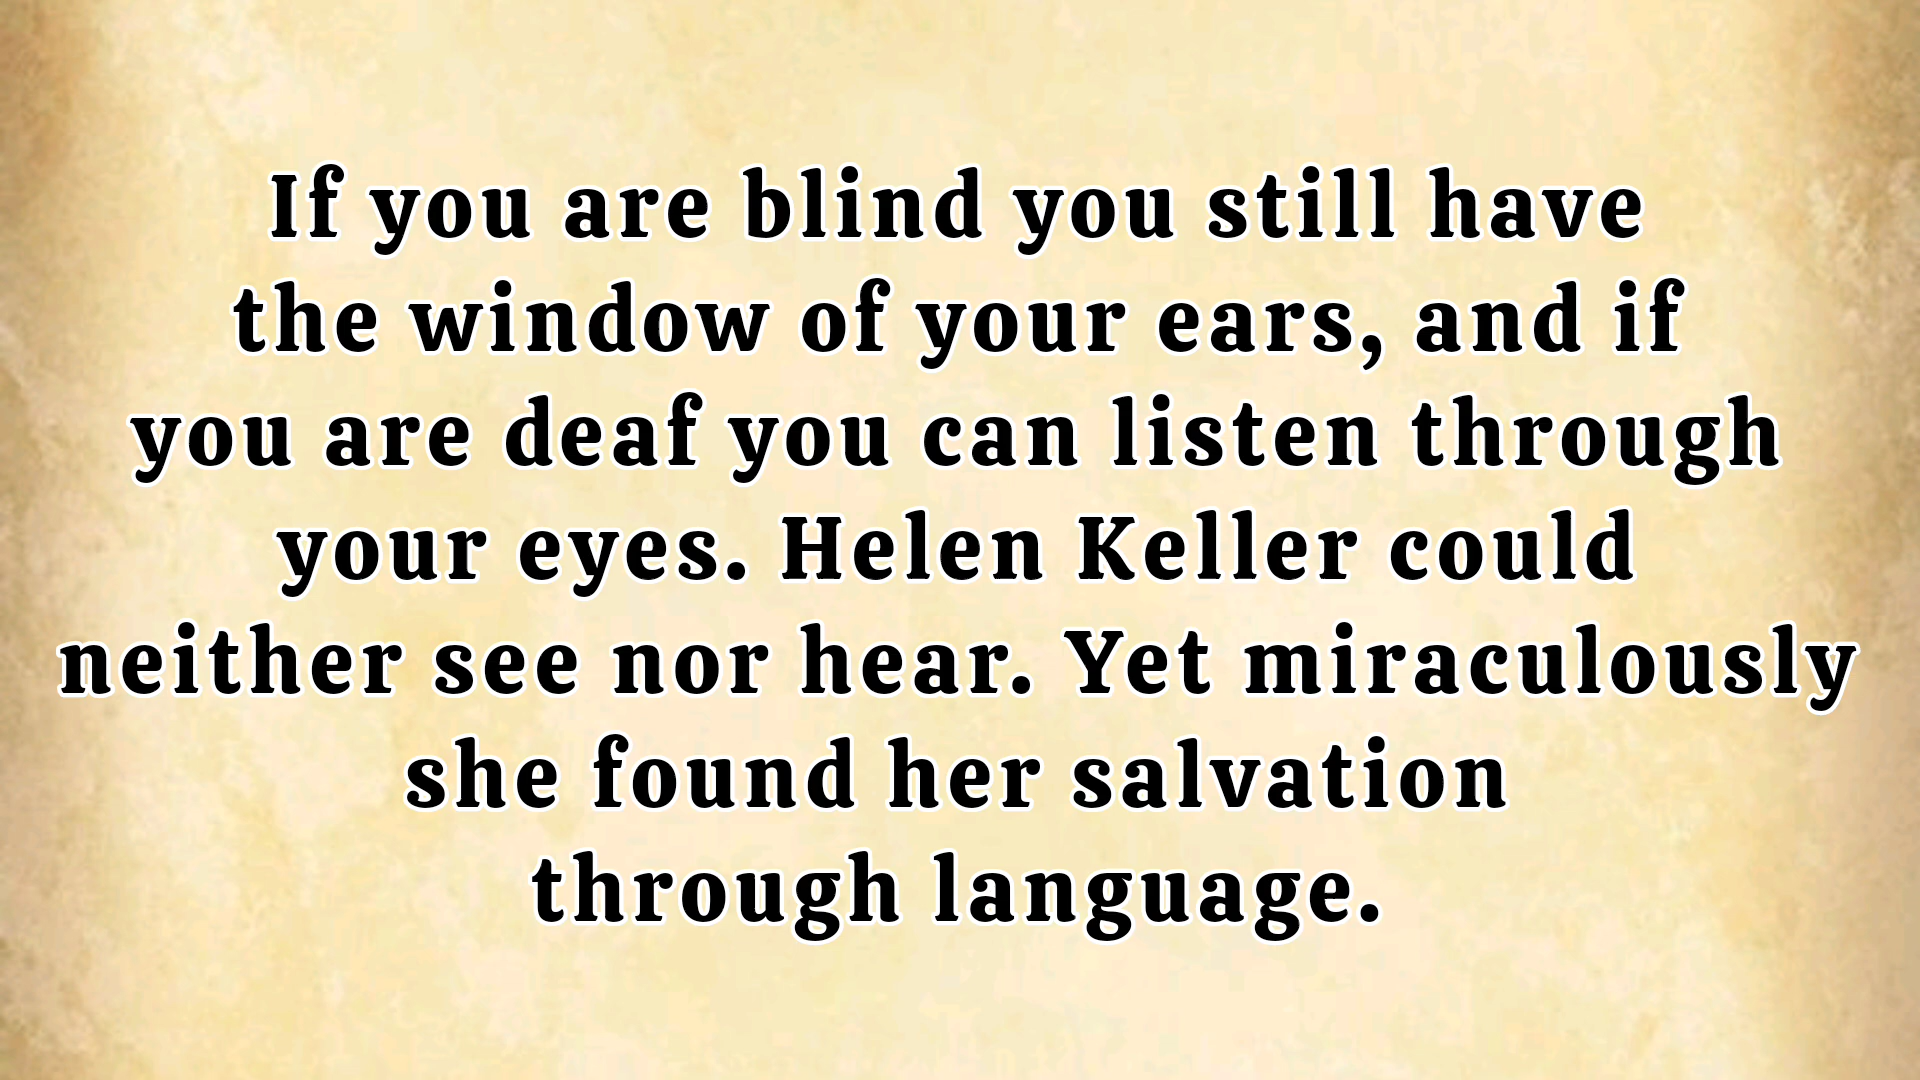 If you are blind you still have
the window of your ears, and if
you are deaf you can listen through
your eyes. Helen Keller could
neither see nor hear. Yet miraculously
she found her salvation
through language.